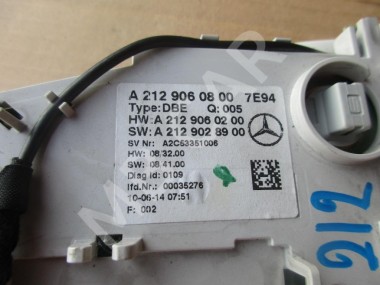 A 212 906 08 00 7E94
Type: DBE Q: 005
HW: A 212 906 02 00
SW: A 212 902 89 00
SV Nr: A2C53351006
HW: 08.32.00
SW: 08.41.00
Diag Id: 0109
Ifd.Nr.: 00035276
10-06-14 07:51
F: 002
212